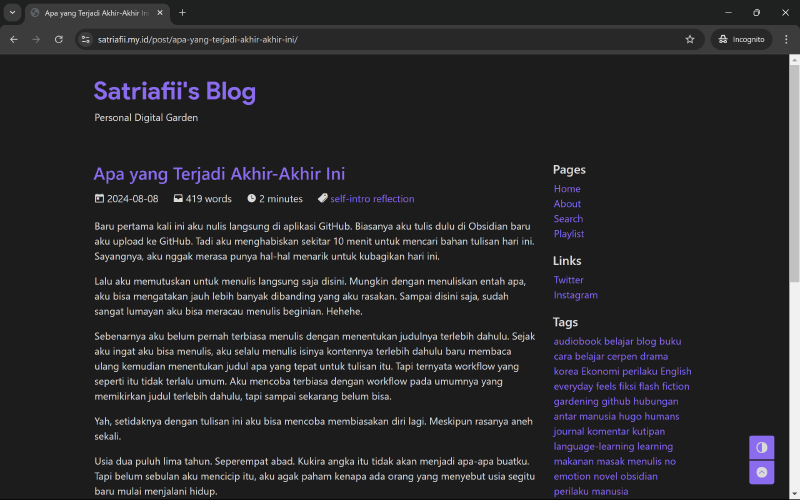 Apa yang Terjadi Akhir-Akhir In
satriafii.my.id/post/apa-yang-terjadi-akhir-akhir-ini/
Incognito
Satriafii's Blog
Personal Digital Garden
Apa yang Terjadi Akhir-Akhir Ini
2024-08-08 419 words 2 minutes self-intro reflection
Baru pertama kali ini aku nulis langsung di aplikasi GitHub. Biasanya aku tulis dulu di Obsidian baru
aku upload ke GitHub. Tadi aku menghabiskan sekitar 10 menit untuk mencari bahan tulisan hari ini.
Sayangnya, aku nggak merasa punya hal-hal menarik untuk kubagikan hari ini.
Lalu aku memutuskan untuk menulis langsung saja disini. Mungkin dengan menuliskan entah apa,
aku bisa mengatakan jauh lebih banyak dibanding yang aku rasakan. Sampai disini saja, sudah
sangat lumayan aku bisa meracau menulis beginian. Hehehe.
Sebenarnya aku belum pernah terbiasa menulis dengan menentukan judulnya terlebih dahulu. Sejak
aku ingat aku bisa menulis, aku selalu menulis isinya kontennya terlebih dahulu baru membaca
ulang kemudian menentukan judul apa yang tepat untuk tulisan itu. Tapi ternyata workflow yang
seperti itu tidak terlalu umum. Aku mencoba terbiasa dengan workflow pada umumnya yang
memikirkan judul terlebih dahulu, tapi sampai sekarang belum bisa.
Yah, setidaknya dengan tulisan ini aku bisa mencoba membiasakan diri lagi. Meskipun rasanya aneh
sekali.
Usia dua puluh lima tahun. Seperempat abad. Kukira angka itu tidak akan menjadi apa-apa buatku.
Tapi belum sebulan aku mencicip itu, aku agak paham kenapa ada orang yang menyebut usia segitu
baru mulai menjalani hidup.
Pages
Home
About
Search
Playlist
Links
Twitter
Instagram
Tags
audiobook belajar blog buku
cara belajar cerpen drama
korea Ekonomi perilaku English
everyday feels fiksi flash fiction
gardening github hubungan
antar manusia hugo humans
journal komentar kutipan
language-learning learning
makanan masak menulis no
emotion novel obsidian
perilaku manusia